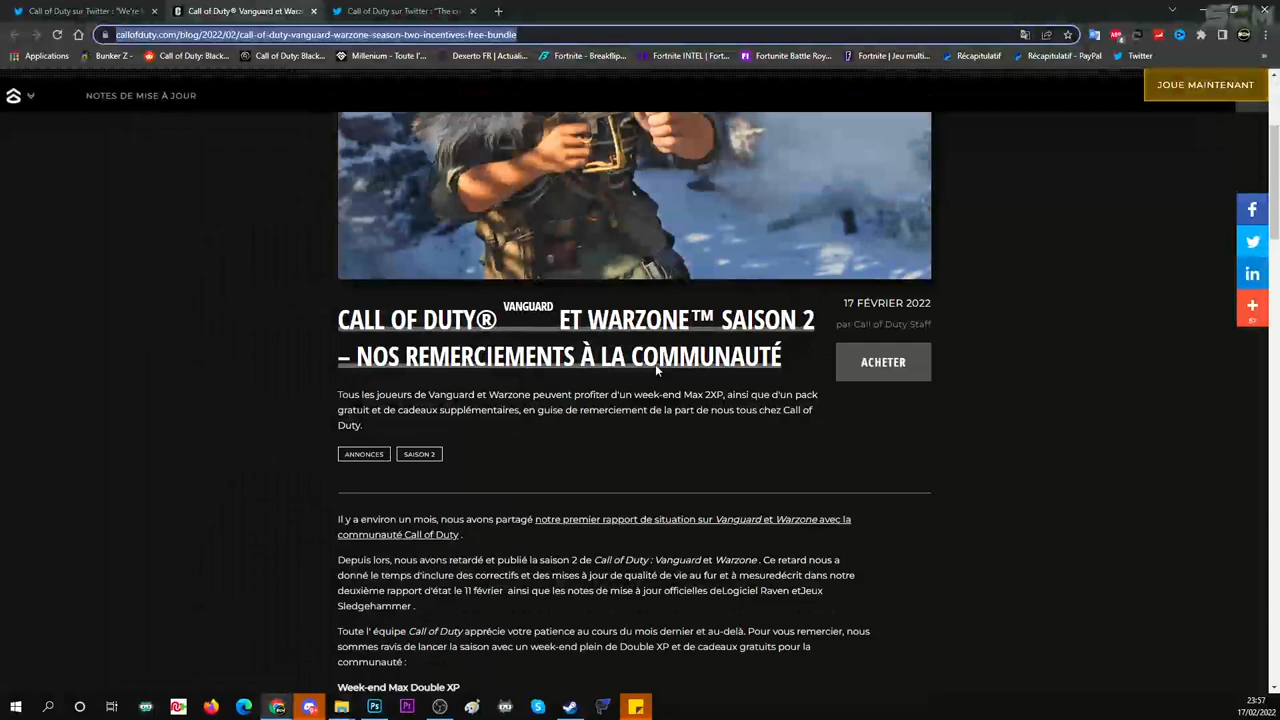 Call of Duty sur Twitter : "We're h
Call of Duty® Vanguard et Warz
Call of Duty sur Twitter : "The c
callofduty.com/blog/2022/02/call-of-duty-vanguard-warzone-season-two-incentives-free-bundle
Applications
Bunker Z -
Call of Duty: Black...
Millenium - Toute l'...
Call of Duty: Black...
Dexerto FR | Actuali...
Fortnite - Breakflip...
Fortnite INTEL | Fort...
Fortunite Battle Roy...
Fortnite | Jeu multi...
Récapitulatif
Récapitulatif - PayPal
Twitter
JOUE MAINTENANT
NOTES DE MISE À JOUR
CALL OF DUTY® VANGUARD ET WARZONE™ SAISON 2
– NOS REMERCIEMENTS À LA COMMUNAUTÉ
17 FÉVRIER 2022
par Call of Duty Staff
ACHETER
Tous les joueurs de Vanguard et Warzone peuvent profiter d'un week-end Max 2XP, ainsi que d'un pack
gratuit et de cadeaux supplémentaires, en guise de remerciement de la part de nous tous chez Call of
Duty.
ANNONCES
SAISON 2
57
Il y a environ un mois, nous avons partagé notre premier rapport de situation sur Vanguard et Warzone avec la
communauté Call of Duty .
Depuis lors, nous avons retardé et publié la saison 2 de Call of Duty : Vanguard et Warzone . Ce retard nous a
donné le temps d'inclure des correctifs et des mises à jour de qualité de vie au fur et à mesuredécrit dans notre
deuxième rapport d'état le 11 février ainsi que les notes de mise à jour officielles deLogiciel Raven etJeux
Sledgehammer .
Toute l' équipe Call of Duty apprécie votre patience au cours du mois dernier et au-delà. Pour vous remercier, nous
sommes ravis de lancer la saison avec un week-end plein de Double XP et de cadeaux gratuits pour la
communauté :
Week-end Max Double XP
23:57
17/02/2022